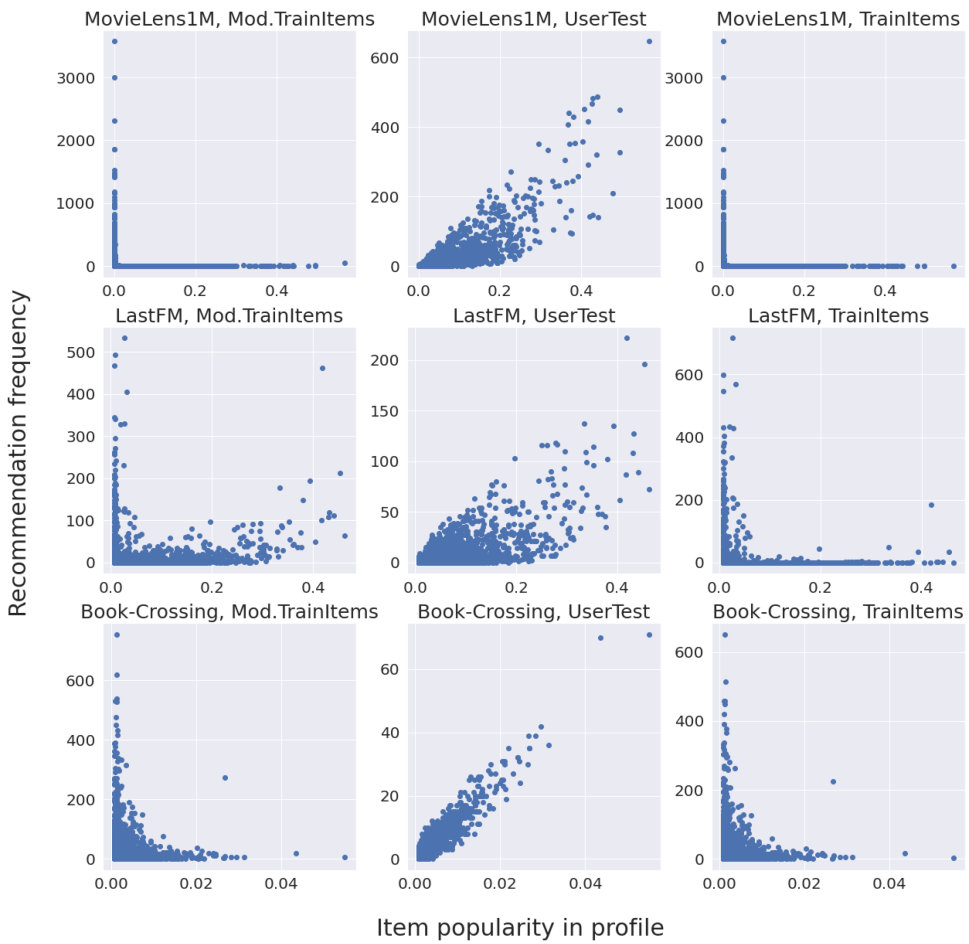 MovieLens1M, Mod.TrainItems
MovieLens1M, UserTest
MovieLens1M, TrainItems
3000
2000
1000
0
0.0 0.2 0.4
600
400
200
0
0.0 0.2 0.4
3000
2000
1000
0
0.0 0.2 0.4
LastFM, Mod.TrainItems
LastFM, UserTest
LastFM, TrainItems
500
400
300
200
100
0
0.0 0.2 0.4
200
150
100
50
0
0.0 0.2 0.4
600
400
200
0
0.0 0.2 0.4
Book-Crossing, Mod.TrainItems
Book-Crossing, UserTest
Book-Crossing, TrainItems
600
400
200
0
0.00 0.02 0.04
60
40
20
0
0.00 0.02 0.04
600
400
200
0
0.00 0.02 0.04
Recommendation frequency
Item popularity in profile